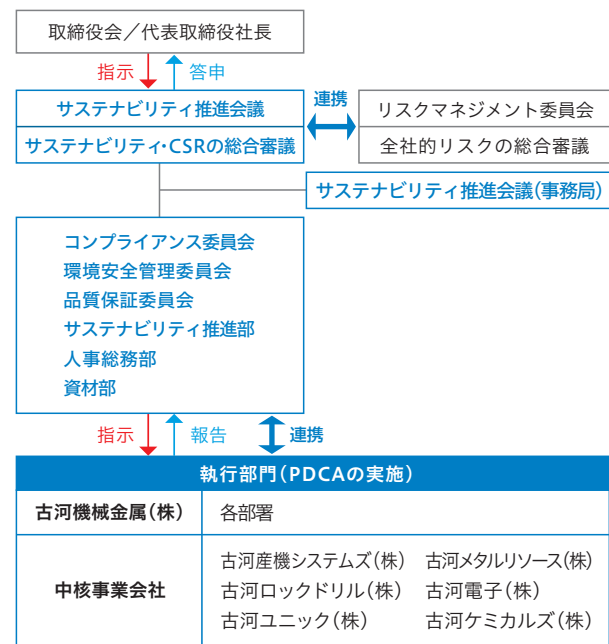 取締役会／代表取締役社長
指示
答申
サステナビリティ推進会議
サステナビリティ・CSRの総合審議
連携
リスクマネジメント委員会
全社的リスクの総合審議
サステナビリティ推進会議(事務局)
コンプライアンス委員会
環境安全管理委員会
品質保証委員会
サステナビリティ推進部
人事総務部
資材部
指示
報告
連携
執行部門(PDCAの実施)
古河機械金属(株)
各部署
中核事業会社
古河産機システムズ(株) 古河メタルリソース(株)
古河ロックドリル(株) 古河電子(株)
古河ユニック(株) 古河ケミカルズ(株)